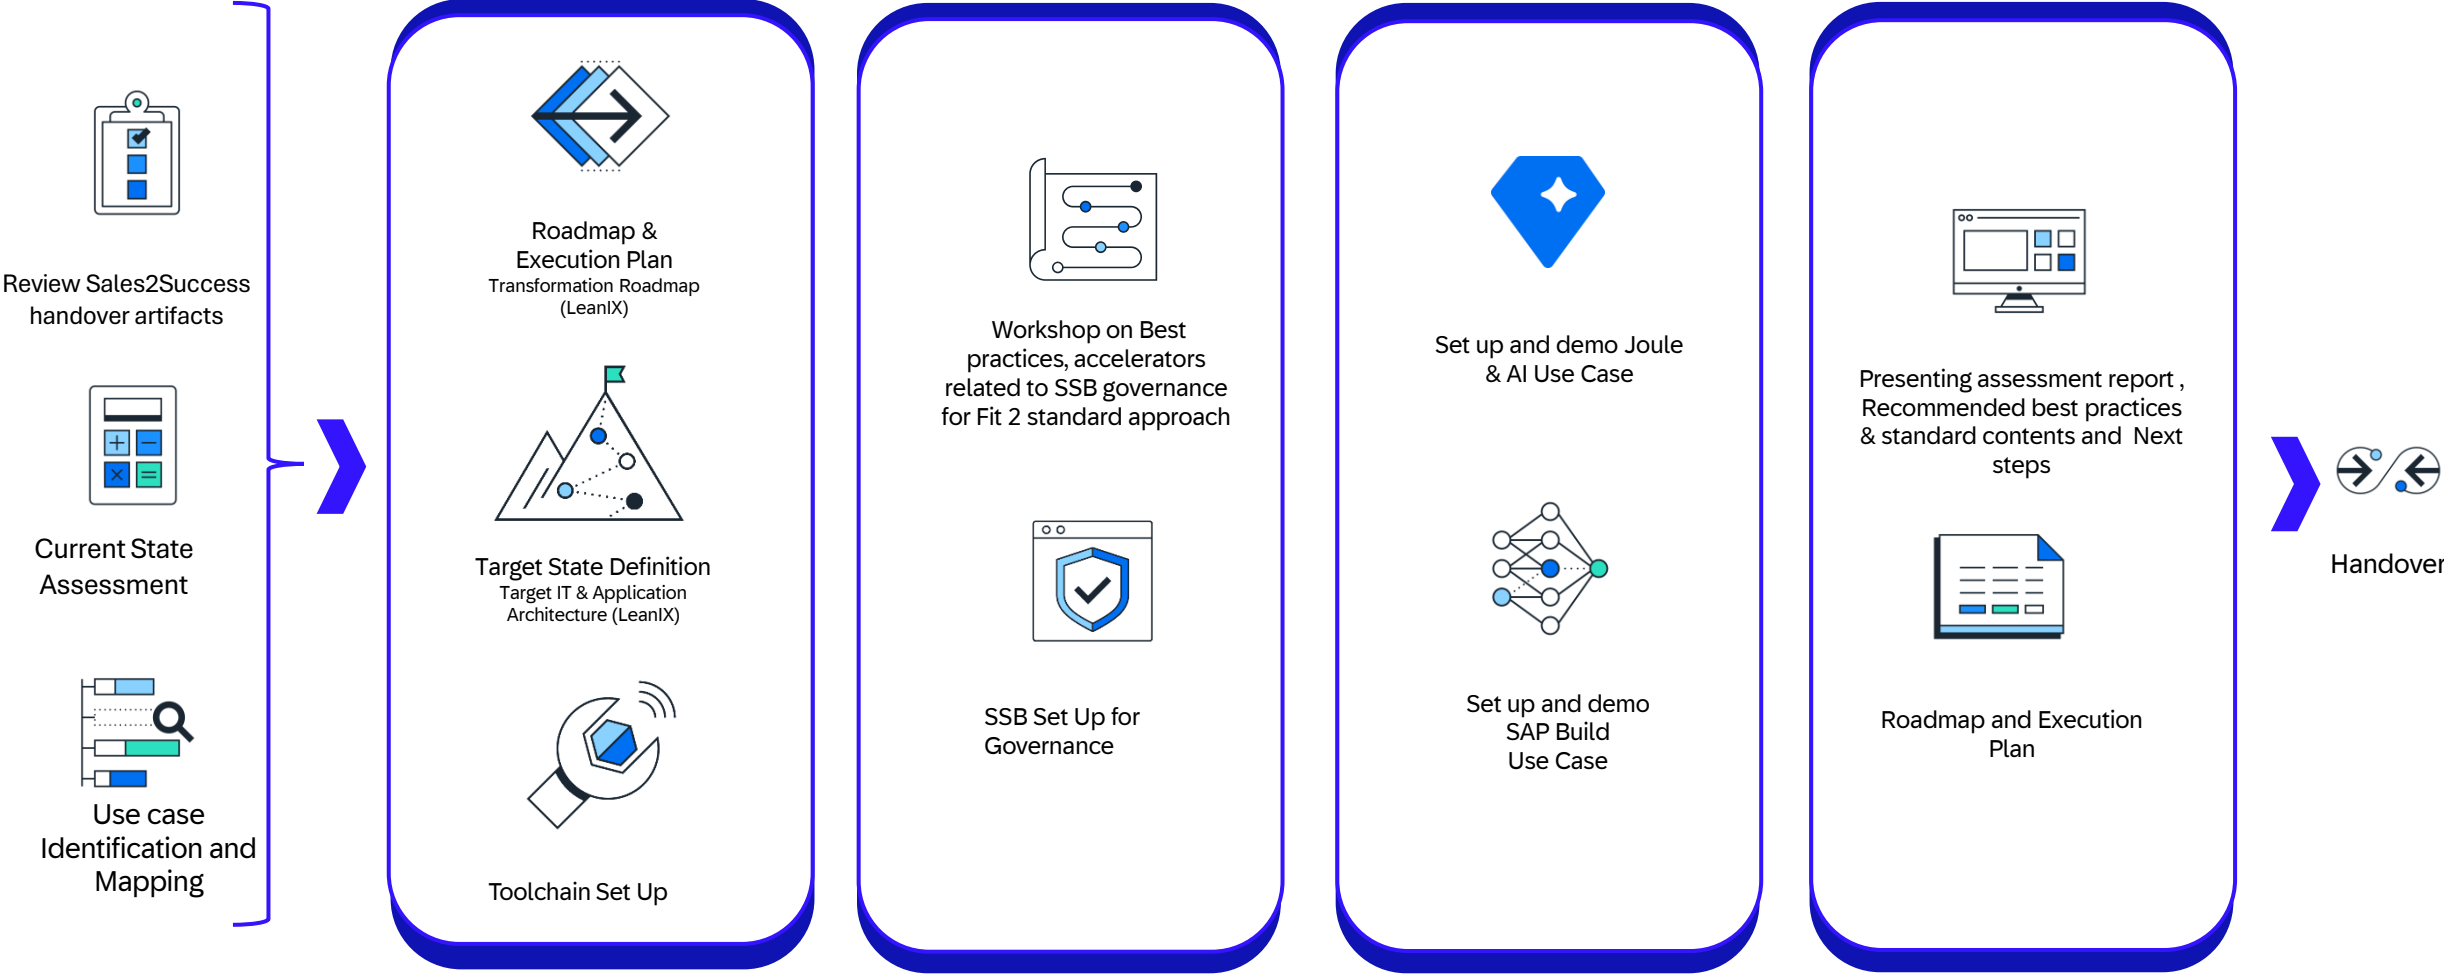 Review Sales2Success
handover artifacts
Current State
Assessment
Use case
Identification and
Mapping
Roadmap &
Execution Plan
Transformation Roadmap
(LeanIX)
Target State Definition
Target IT & Application
Architecture (LeanIX)
Toolchain Set Up
Workshop on Best
practices, accelerators
related to SSB governance
for Fit 2 standard approach
SSB Set Up for
Governance
Set up and demo Joule
& AI Use Case
Set up and demo
SAP Build
Use Case
Presenting assessment report ,
Recommended best practices
& standard contents and  Next
steps
Roadmap and Execution
Plan
Handover